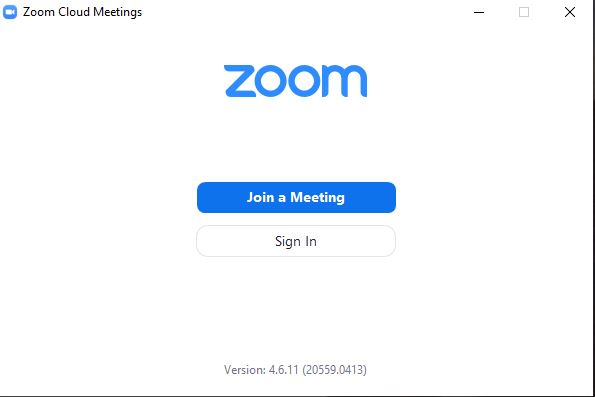 Zoom Cloud Meetings
zoom
Join a Meeting
Sign In
Version: 4.6.11 (20559.0413)